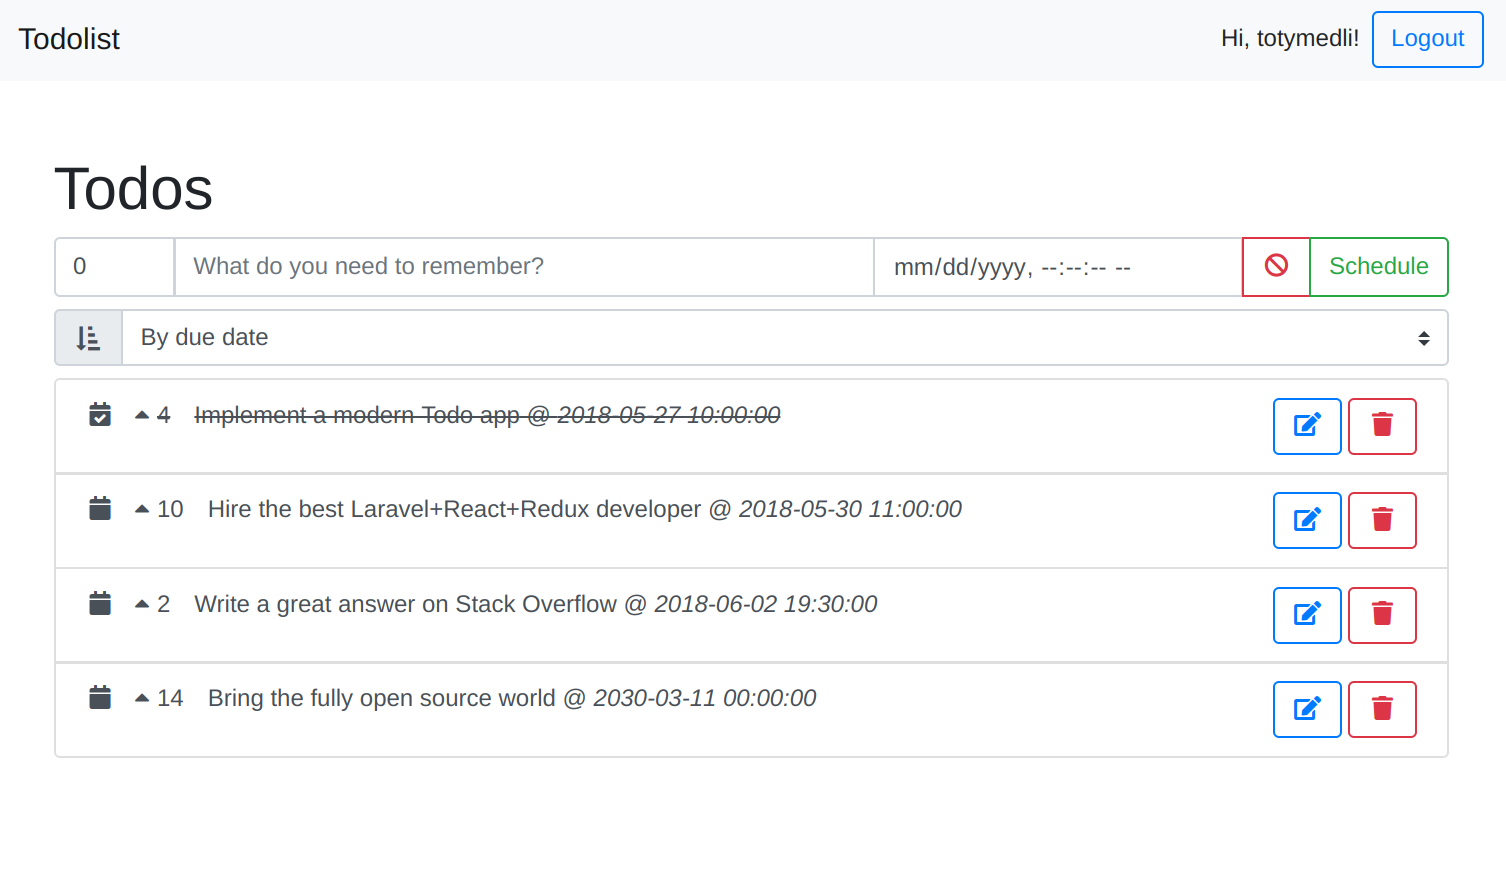 Todolist Hi, totymedli! Logout
Todos
0 What do you need to remember? mm/dd/yyyy, --:--:-- -- Schedule
By due date
4 Implement a modern Todo app @ 2018-05-27 10:00:00
10 Hire the best Laravel+React+Redux developer @ 2018-05-30 11:00:00
2 Write a great answer on Stack Overflow @ 2018-06-02 19:30:00
14 Bring the fully open source world @ 2030-03-11 00:00:00